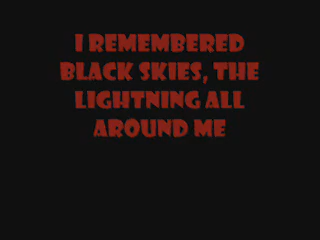 I REMEMBERED
BLACK SKIES, THE
LIGHTNING ALL
AROUND ME